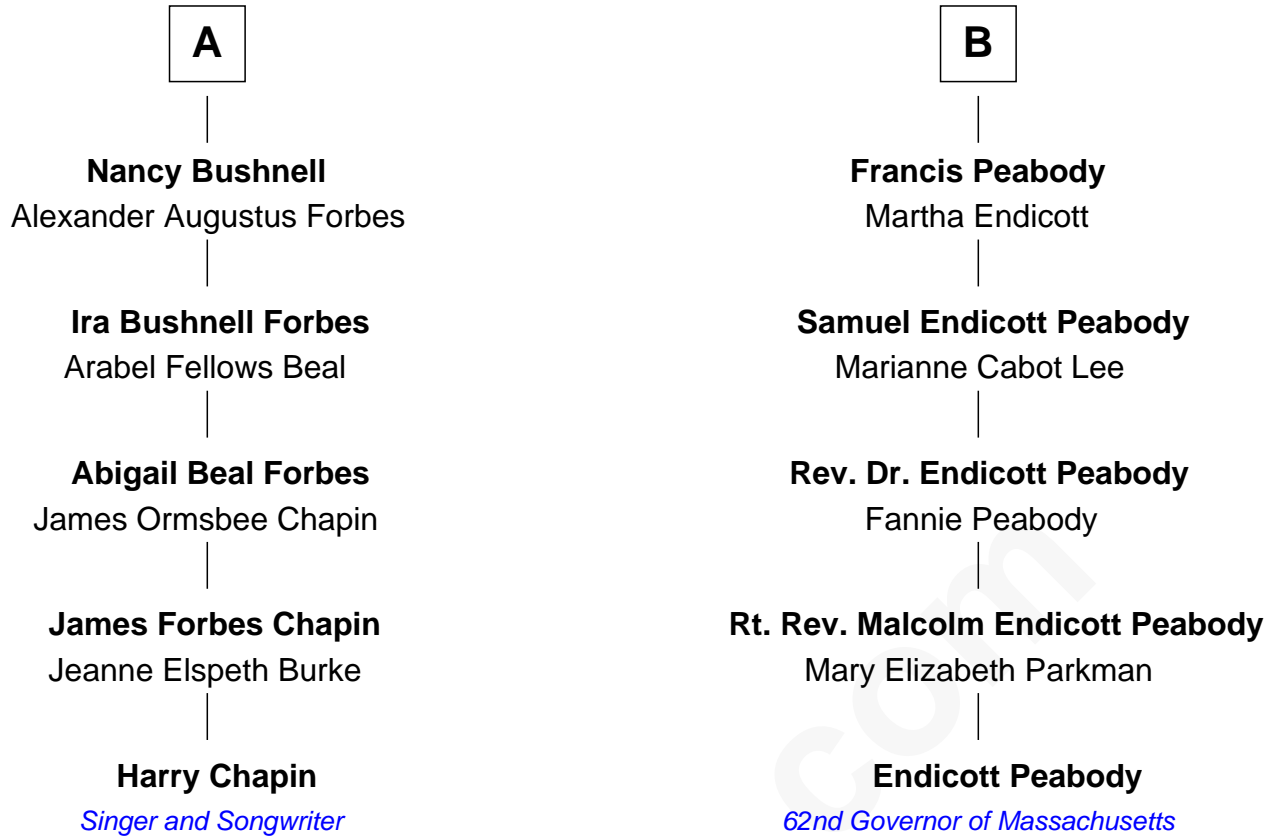 A
Nancy Bushnell
Alexander Augustus Forbes
Ira Bushnell Forbes
Arabel Fellows Beal
Abigail Beal Forbes
James Ormsbee Chapin
James Forbes Chapin
Jeanne Elspeth Burke
Harry Chapin
Singer and Songwriter
B
Francis Peabody
Martha Endicott
Samuel Endicott Peabody
Marianne Cabot Lee
Rev. Dr. Endicott Peabody
Fannie Peabody
Rt. Rev. Malcolm Endicott Peabody
Mary Elizabeth Parkman
Endicott Peabody
62nd Governor of Massachusetts
com